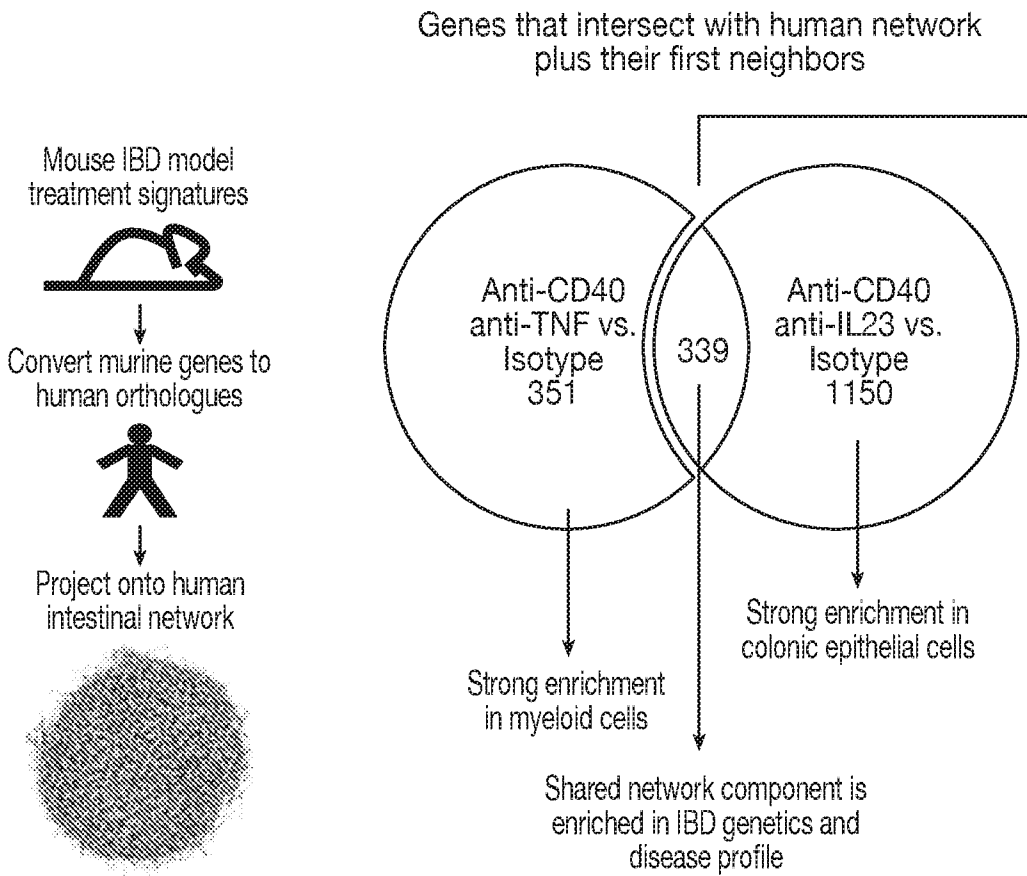 Genes that intersect with human network
plus their first neighbors
Mouse IBD model
treatment signatures
Convert murine genes to
human orthologues
Project onto human
intestinal network
Anti-CD40
anti-TNF vs.
Isotype
351
339
Anti-CD40
anti-IL23 vs.
Isotype
1150
Strong enrichment
in myeloid cells
Strong enrichment in
colonic epithelial cells
Shared network component is
enriched in IBD genetics and
disease profile